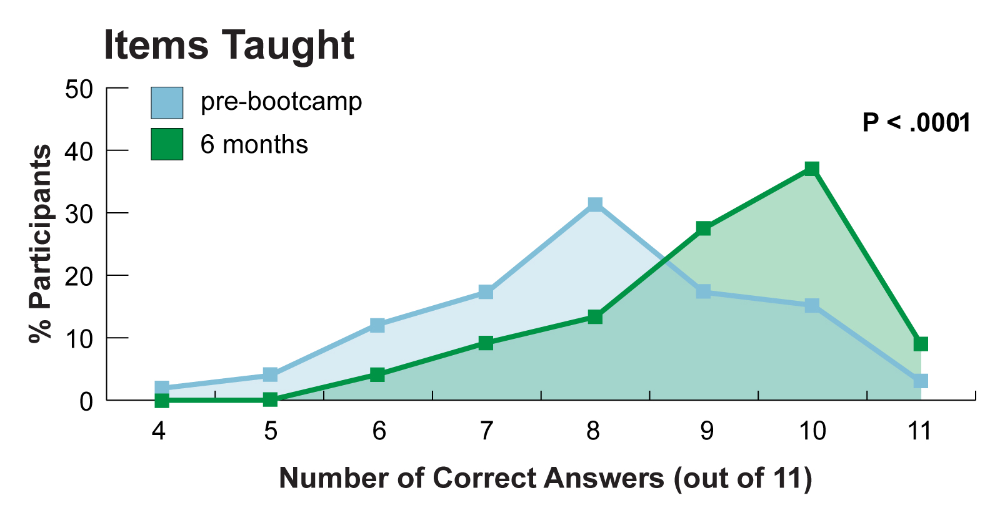 Items Taught
50
40
30
20
10
0
pre-bootcamp
6 months
P < .0001
% Participants
4 5 6 7 8 9 10 11
Number of Correct Answers (out of 11)